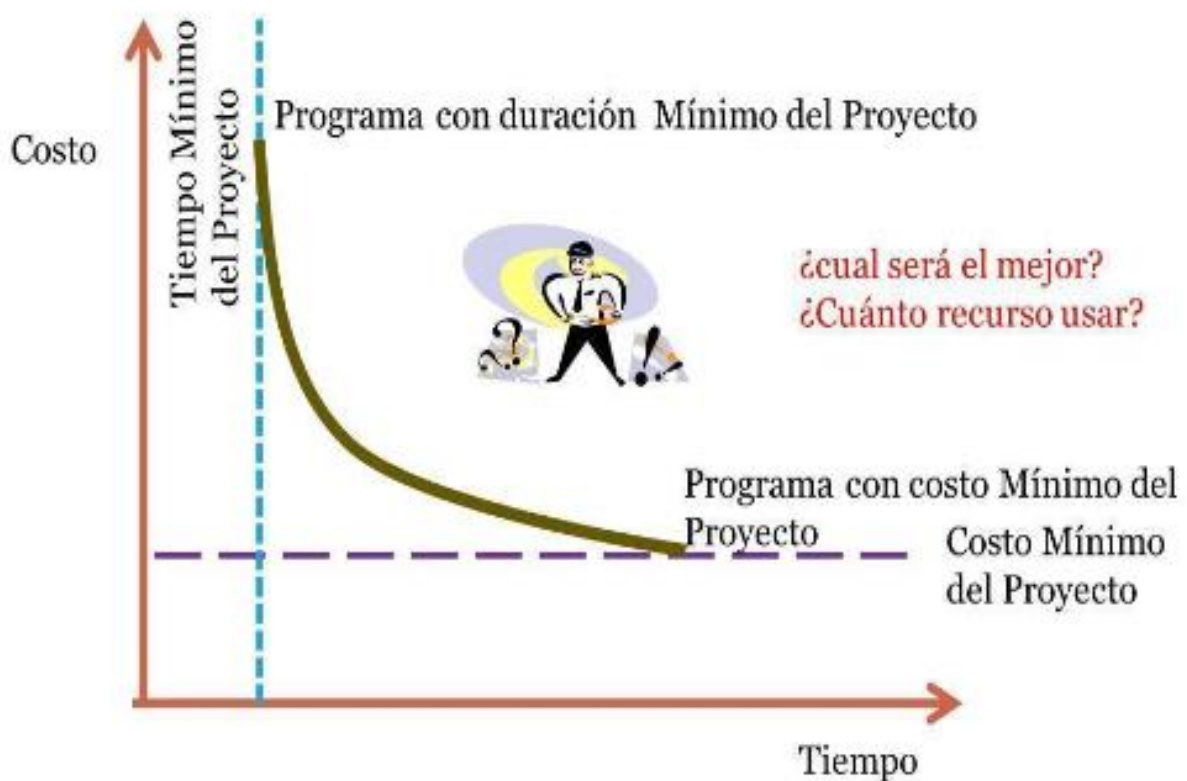 Costo
Tiempo Mínimo
del Proyecto
Programa con duración Mínimo del Proyecto
¿cual será el mejor?
¿Cuánto recurso usar?
Programa con costo Mínimo del
Proyecto
Costo Mínimo
del Proyecto
Tiempo